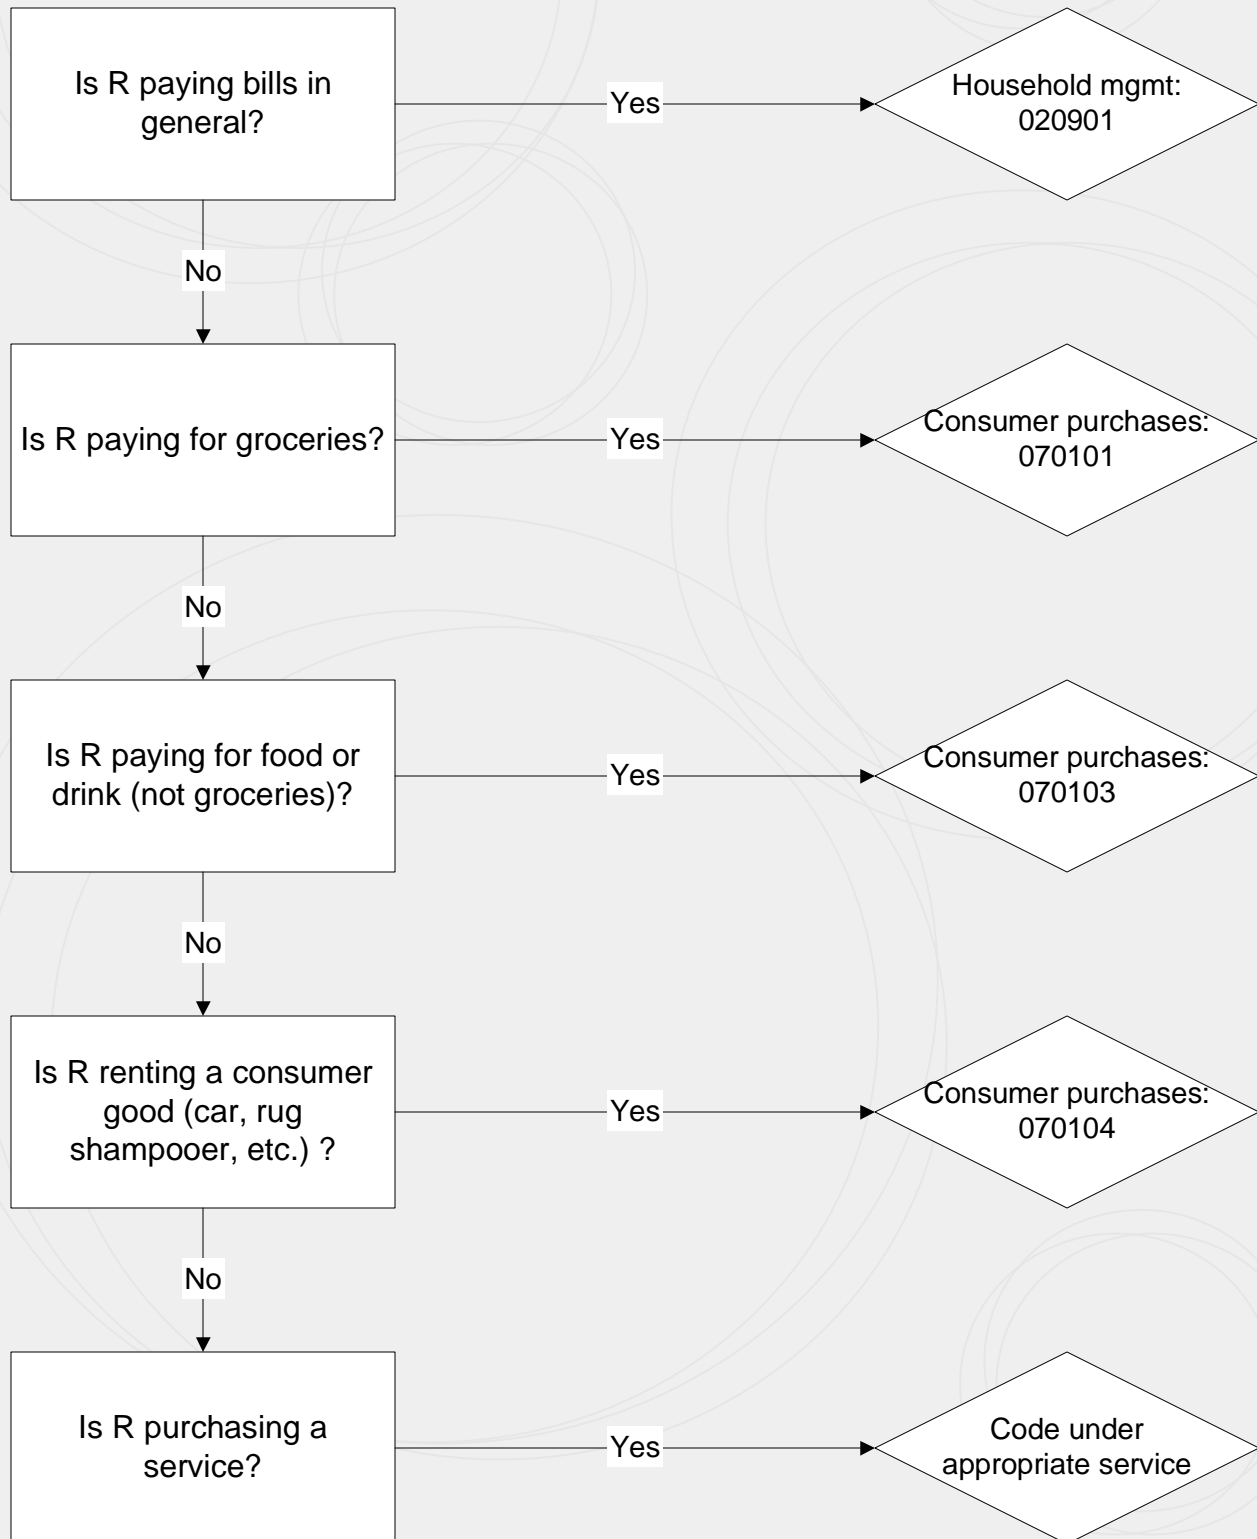 Is R paying bills in
general?
Yes
Household mgmt:
020901
No
Is R paying for groceries?
Yes
Consumer purchases:
070101
No
Is R paying for food or
drink (not groceries)?
Yes
Consumer purchases:
070103
No
Is R renting a consumer
good (car, rug
shampooer, etc.) ?
Yes
Consumer purchases:
070104
No
Is R purchasing a
service?
Yes
Code under
appropriate service